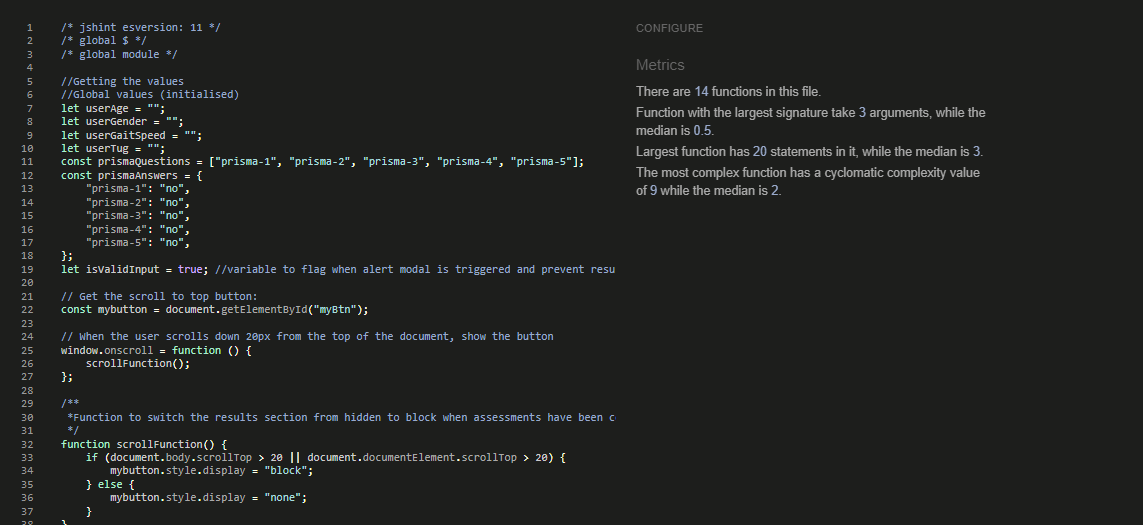 1 /* jshint esversion: 11 */
2 /* global $ */
3 /* global module */
4
5 //Getting the values
6 //Global values (initialised)
7 let userAge = "";
8 let userGender = "";
9 let userGaitSpeed = "";
10 let userTug = "";
11 const prismaQuestions = ["prisma-1", "prisma-2", "prisma-3", "prisma-4", "prisma-5"];
12 const prismaAnswers = {
13 "prisma-1": "no",
14 "prisma-2": "no",
15 "prisma-3": "no",
16 "prisma-4": "no",
17 "prisma-5": "no",
18 };
19 let isValidInput = true; //variable to flag when alert modal is triggered and prevent resu
20
21 // Get the scroll to top button:
22 const mybutton = document.getElementById("myBtn");
23
24 // When the user scrolls down 20px from the top of the document, show the button
25 window.onscroll = function () {
26 scrollFunction();
27 };
28
29 /**
30 *Function to switch the results section from hidden to block when assessments have been c
31 */
32 function scrollFunction() {
33 if (document.body.scrollTop > 20 || document.documentElement.scrollTop > 20) {
34 mybutton.style.display = "block";
35 } else {
36 mybutton.style.display = "none";
37 }
38 }
CONFIGURE
Metrics
There are 14 functions in this file.
Function with the largest signature take 3 arguments, while the
median is 0.5.
Largest function has 20 statements in it, while the median is 3.
The most complex function has a cyclomatic complexity value
of 9 while the median is 2.